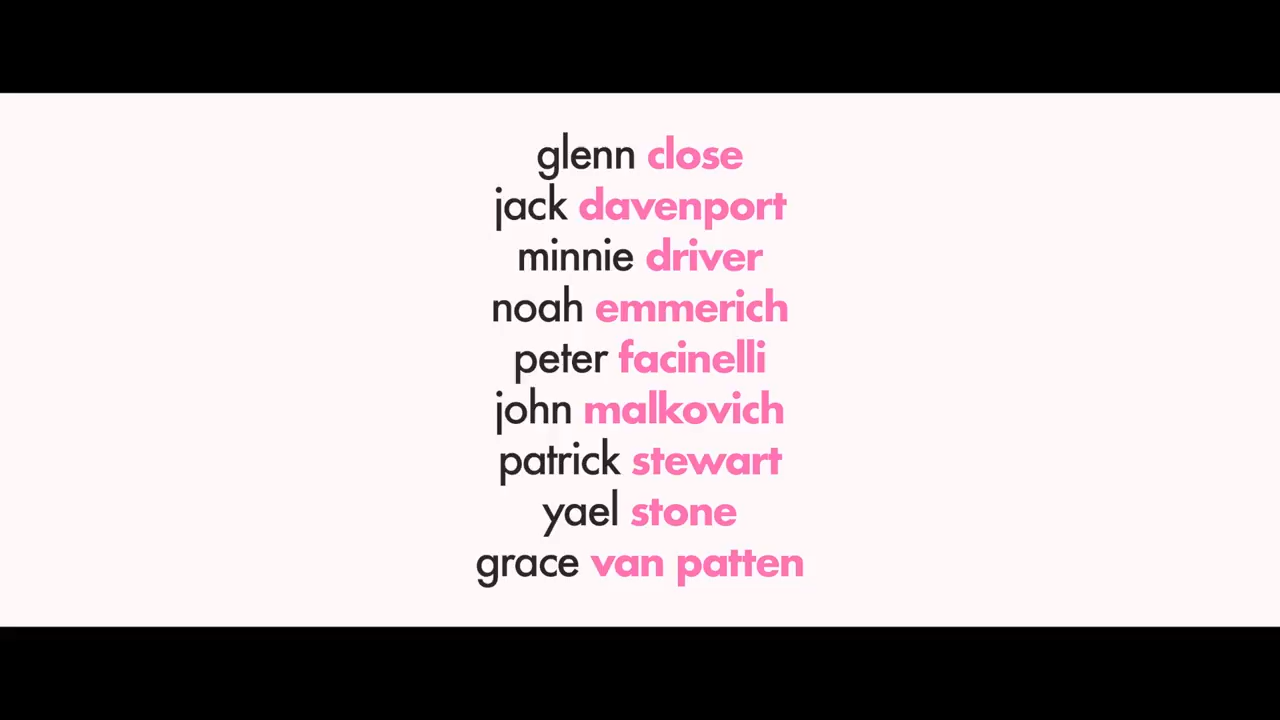 glenn close
jack davenport
minnie driver
noah emmerich
peter facinelli
john malkovich
patrick stewart
yael stone
grace van patten